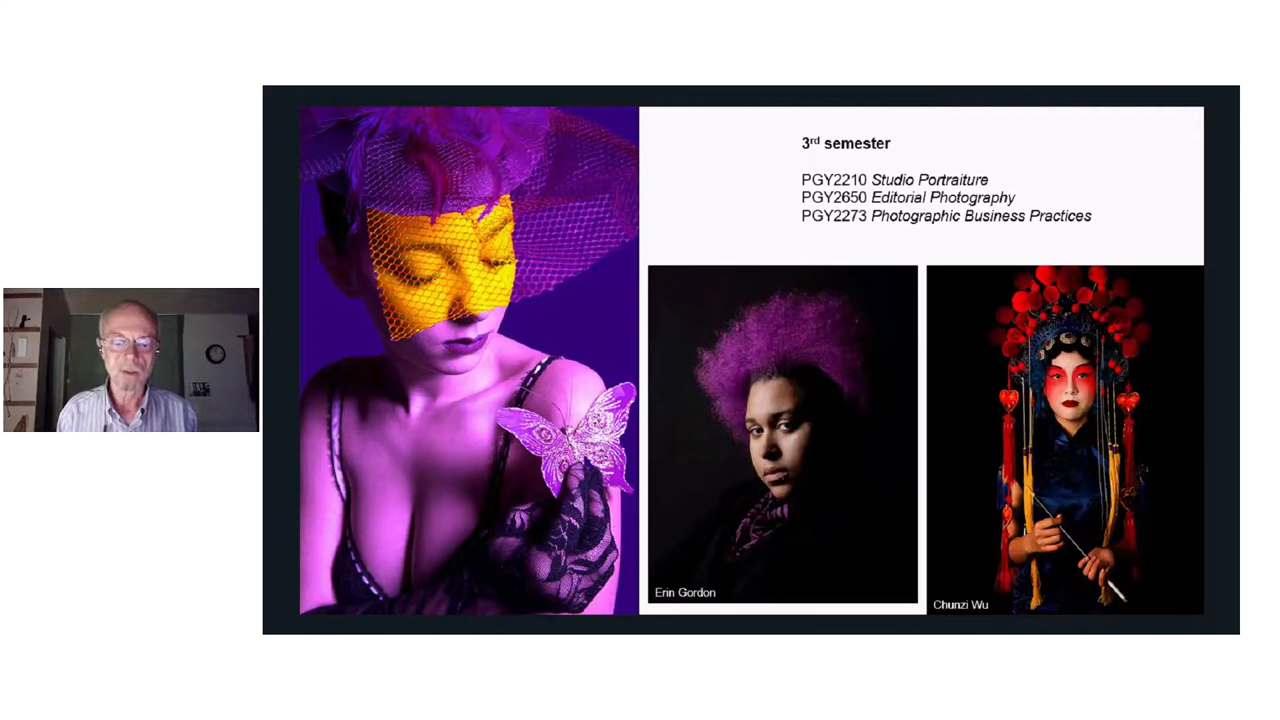 3rd semester
PGY2210 Studio Portraiture
PGY2650 Editorial Photography
PGY2273 Photographic Business Practices
Erin Gordon
Chunzi Wu